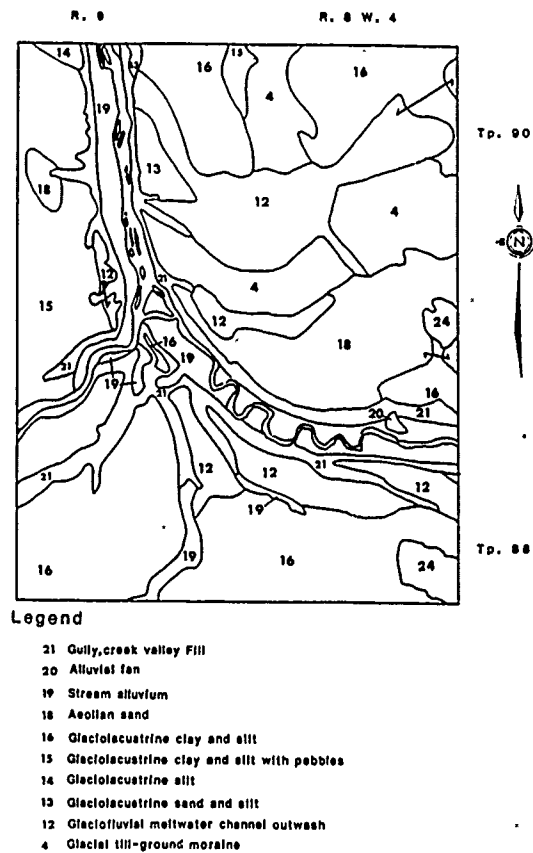 R. 9 R. 8 W. 4
14 15 16 15 16
19 4
13 Tp. 90
18 12 4
N
21 4
12 12
15 18 24
16
21 19 19 16
21 20 21
12 12 21 12
21 19
19 16 24 Tp. 88
16
Legend
21 Gully,creek valley Fill
20 Alluvial fan
19 Stream alluvium
18 Aeolian sand
16 Glaciolacustrine clay and silt
15 Glaciolacustrine clay and silt with pebbles
14 Glaciolacustrine silt
13 Glaciolacustrine sand and silt
12 Glaciofluvial meltwater channel outwash
4 Glacial till-ground moraine